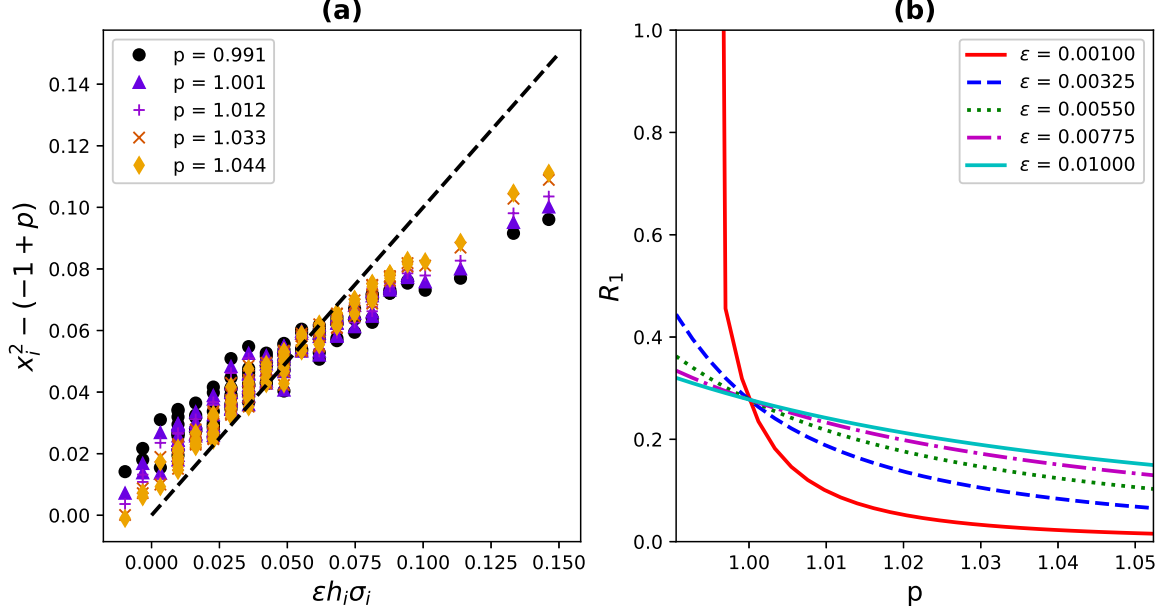 (a)
p = 0.991
p = 1.001
p = 1.012
p = 1.033
p = 1.044
0.14
0.12
0.10
0.08
0.06
0.04
0.02
0.00
x_i^2 − (−1 + p)
0.000 0.025 0.050 0.075 0.100 0.125 0.150
εh_iσ_i
(b)
ε = 0.00100
ε = 0.00325
ε = 0.00550
ε = 0.00775
ε = 0.01000
1.0
0.8
0.6
0.4
0.2
0.0
R_1
1.00 1.01 1.02 1.03 1.04 1.05
p